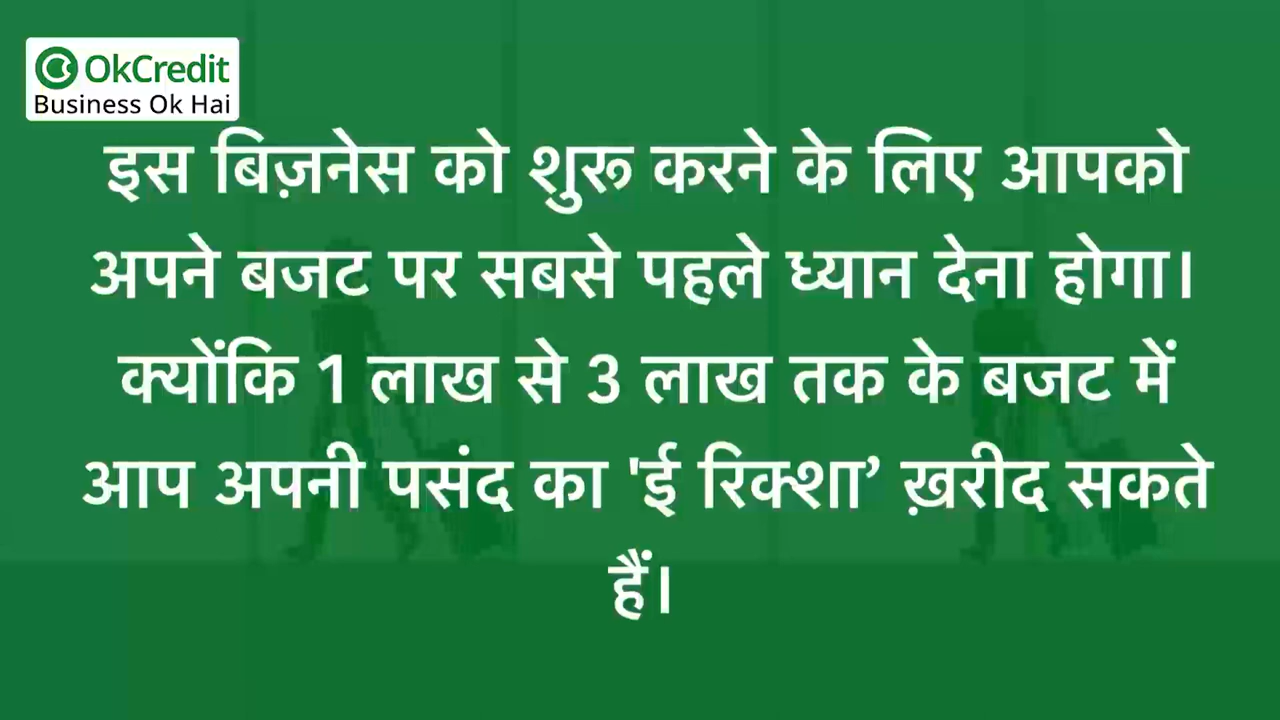 OkCredit
Business Ok Hai
इस बिज़नेस को शुरू करने के लिए आपको
अपने बजट पर सबसे पहले ध्यान देना होगा।
क्योंकि 1 लाख से 3 लाख तक के बजट में
आप अपनी पसंद का 'ई रिक्शा’ ख़रीद सकते
हैं।